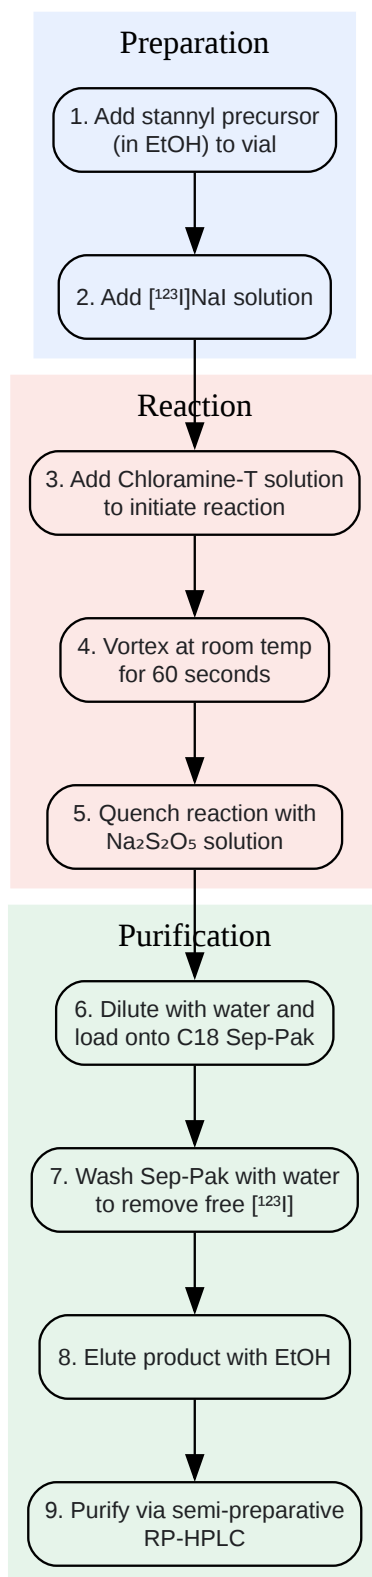 Preparation
1. Add stannyl precursor
(in EtOH) to vial
2. Add [¹²³I]NaI solution
Reaction
3. Add Chloramine-T solution
to initiate reaction
4. Vortex at room temp
for 60 seconds
5. Quench reaction with
Na₂S₂O₅ solution
Purification
6. Dilute with water and
load onto C18 Sep-Pak
7. Wash Sep-Pak with water
to remove free [¹²³I]
8. Elute product with EtOH
9. Purify via semi-preparative
RP-HPLC